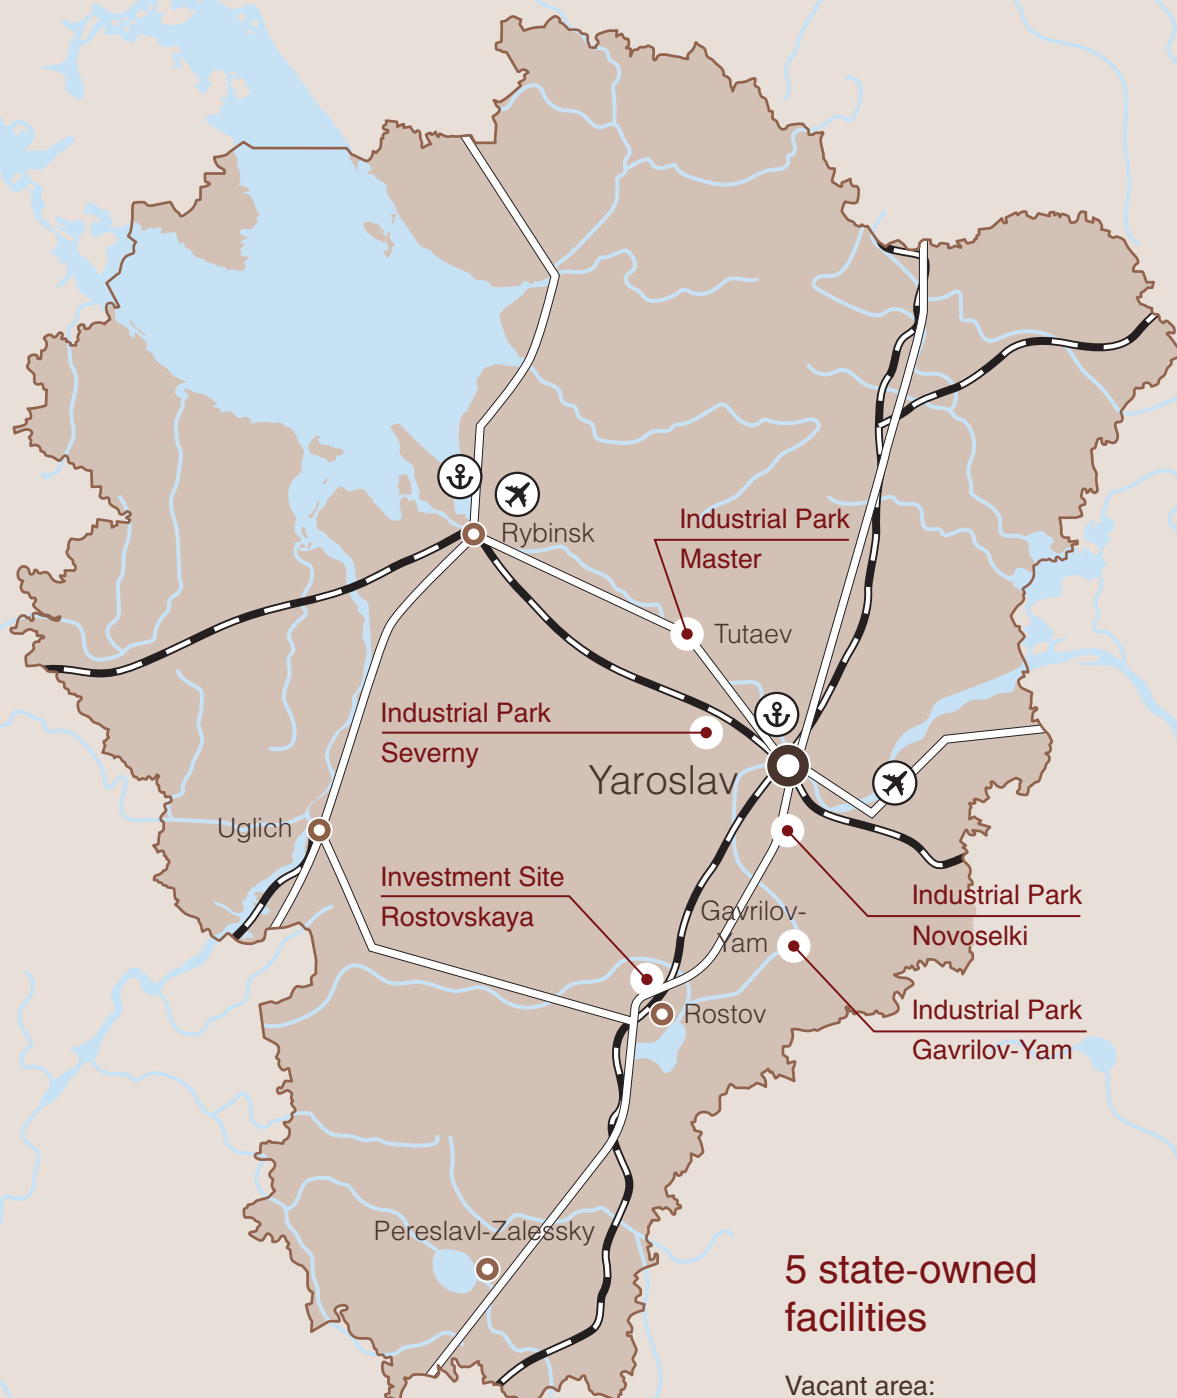 Industrial Park
Master
Rybinsk
Tutaev
Industrial Park
Severny
Yaroslav
Uglich
Investment Site
Rostovskaya
Gavrilov-
Yam
Industrial Park
Novoselki
Rostov
Industrial Park
Gavrilov-Yam
Pereslavl-Zalessky
5 state-owned
facilities
Vacant area: